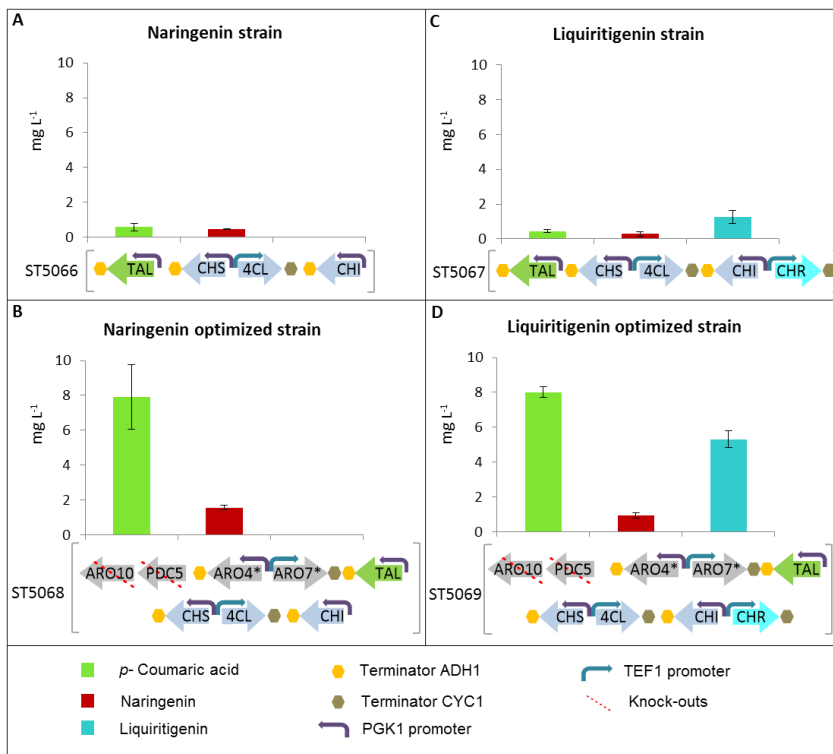 A
Naringenin strain
10
8
6
4
2
0
mg L⁻¹
ST5066
TAL
CHS
4CL
CHI
C
Liquiritigenin strain
10
8
6
4
2
0
mg L⁻¹
ST5067
TAL
CHS
4CL
CHI
CHR
B
Naringenin optimized strain
10
8
6
4
2
0
mg L⁻¹
ST5068
ARO10
PDC5
ARO4*
ARO7*
TAL
CHS
4CL
CHI
D
Liquiritigenin optimized strain
10
8
6
4
2
0
mg L⁻¹
ST5069
ARO10
PDC5
ARO4*
ARO7*
TAL
CHS
4CL
CHI
CHR
p- Coumaric acid
Naringenin
Liquiritigenin
Terminator ADH1
Terminator CYC1
PGK1 promoter
TEF1 promoter
Knock-outs